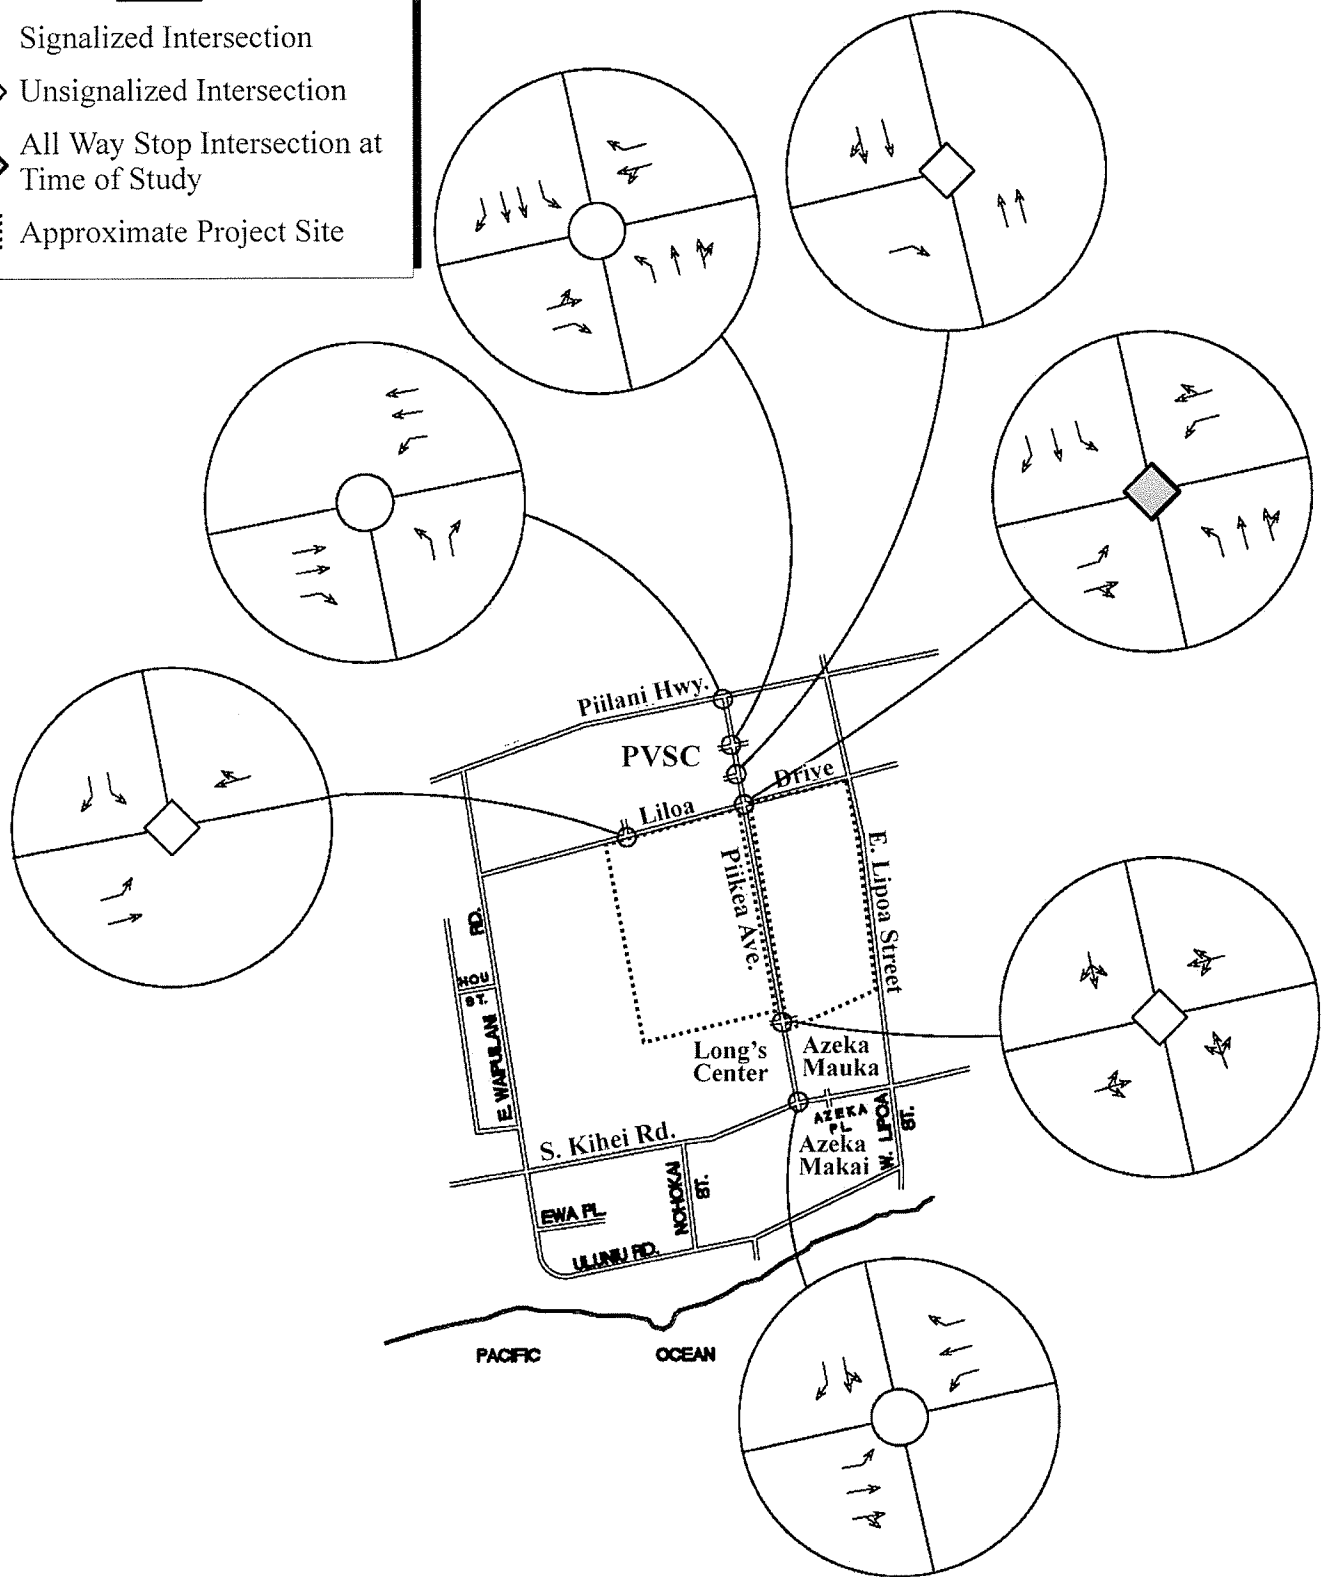 Signalized Intersection
Unsignalized Intersection
All Way Stop Intersection at
Time of Study
Approximate Project Site
Piilani Hwy.
PVSC
Drive
Liloa
Piikea Ave.
E. Lipoa Street
RD.
HOU
ST.
E. WAIPUILANI
Long's
Center
Azeka
Mauka
AZEKA
PL.
Azeka
Makai
W. LIPOA
ST.
S. Kihei Rd.
NOHOKAI
ST.
EWA PL.
ULUNIU RD.
PACIFIC OCEAN